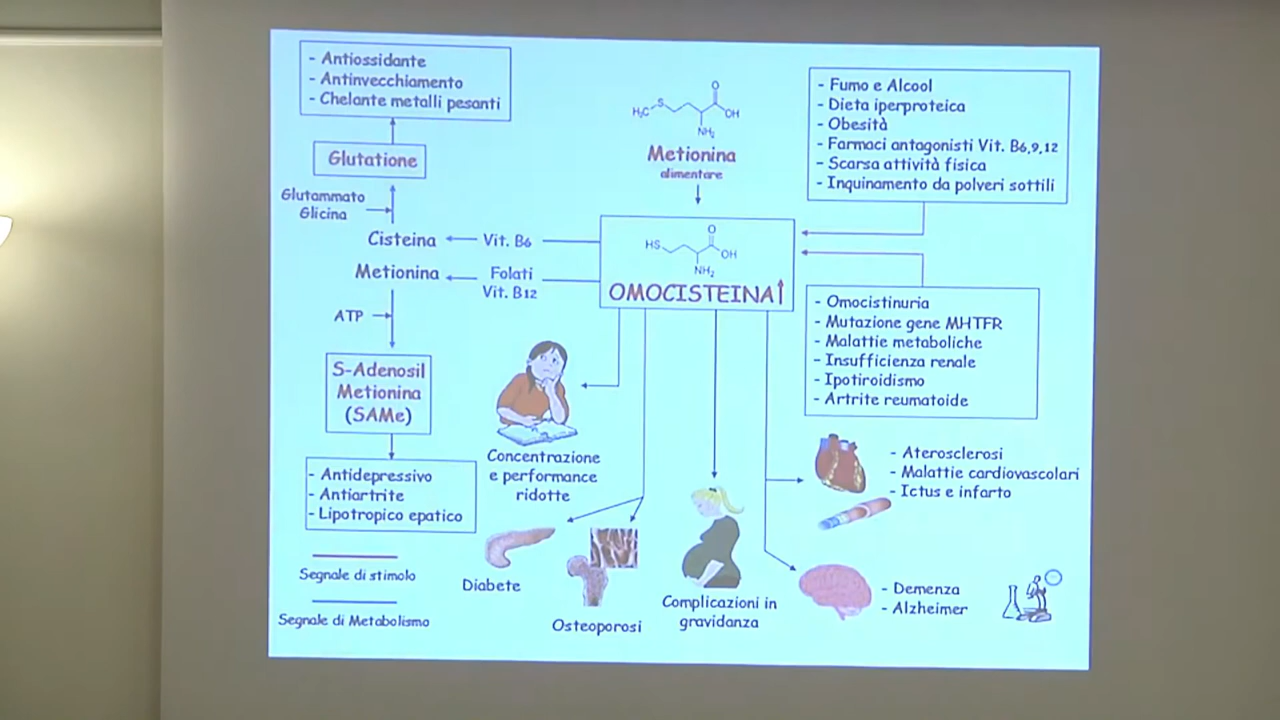 - Antiossidante
- Antinvecchiamento
- Chelante metalli pesanti
Glutatione
Glutammato
Glicina
Cisteina
Vit. B6
Metionina
Folati
Vit. B12
ATP
S-Adenosil
Metionina
(SAMe)
- Antidepressivo
- Antiartrite
- Lipotropico epatico
Segnale di stimolo
Segnale di Metabolismo
H₃C
S
O
OH
NH₂
Metionina
alimentare
HS
O
OH
NH₂
OMOCISTEINA↑
- Fumo e Alcool
- Dieta iperproteica
- Obesità
- Farmaci antagonisti Vit. B6,9,12
- Scarsa attività fisica
- Inquinamento da polveri sottili
- Omocistinuria
- Mutazione gene MHTFR
- Malattie metaboliche
- Insufficienza renale
- Ipotiroidismo
- Artrite reumatoide
Concentrazione
e performance
ridotte
Diabete
Osteoporosi
Complicazioni in
gravidanza
- Aterosclerosi
- Malattie cardiovascolari
- Ictus e infarto
- Demenza
- Alzheimer